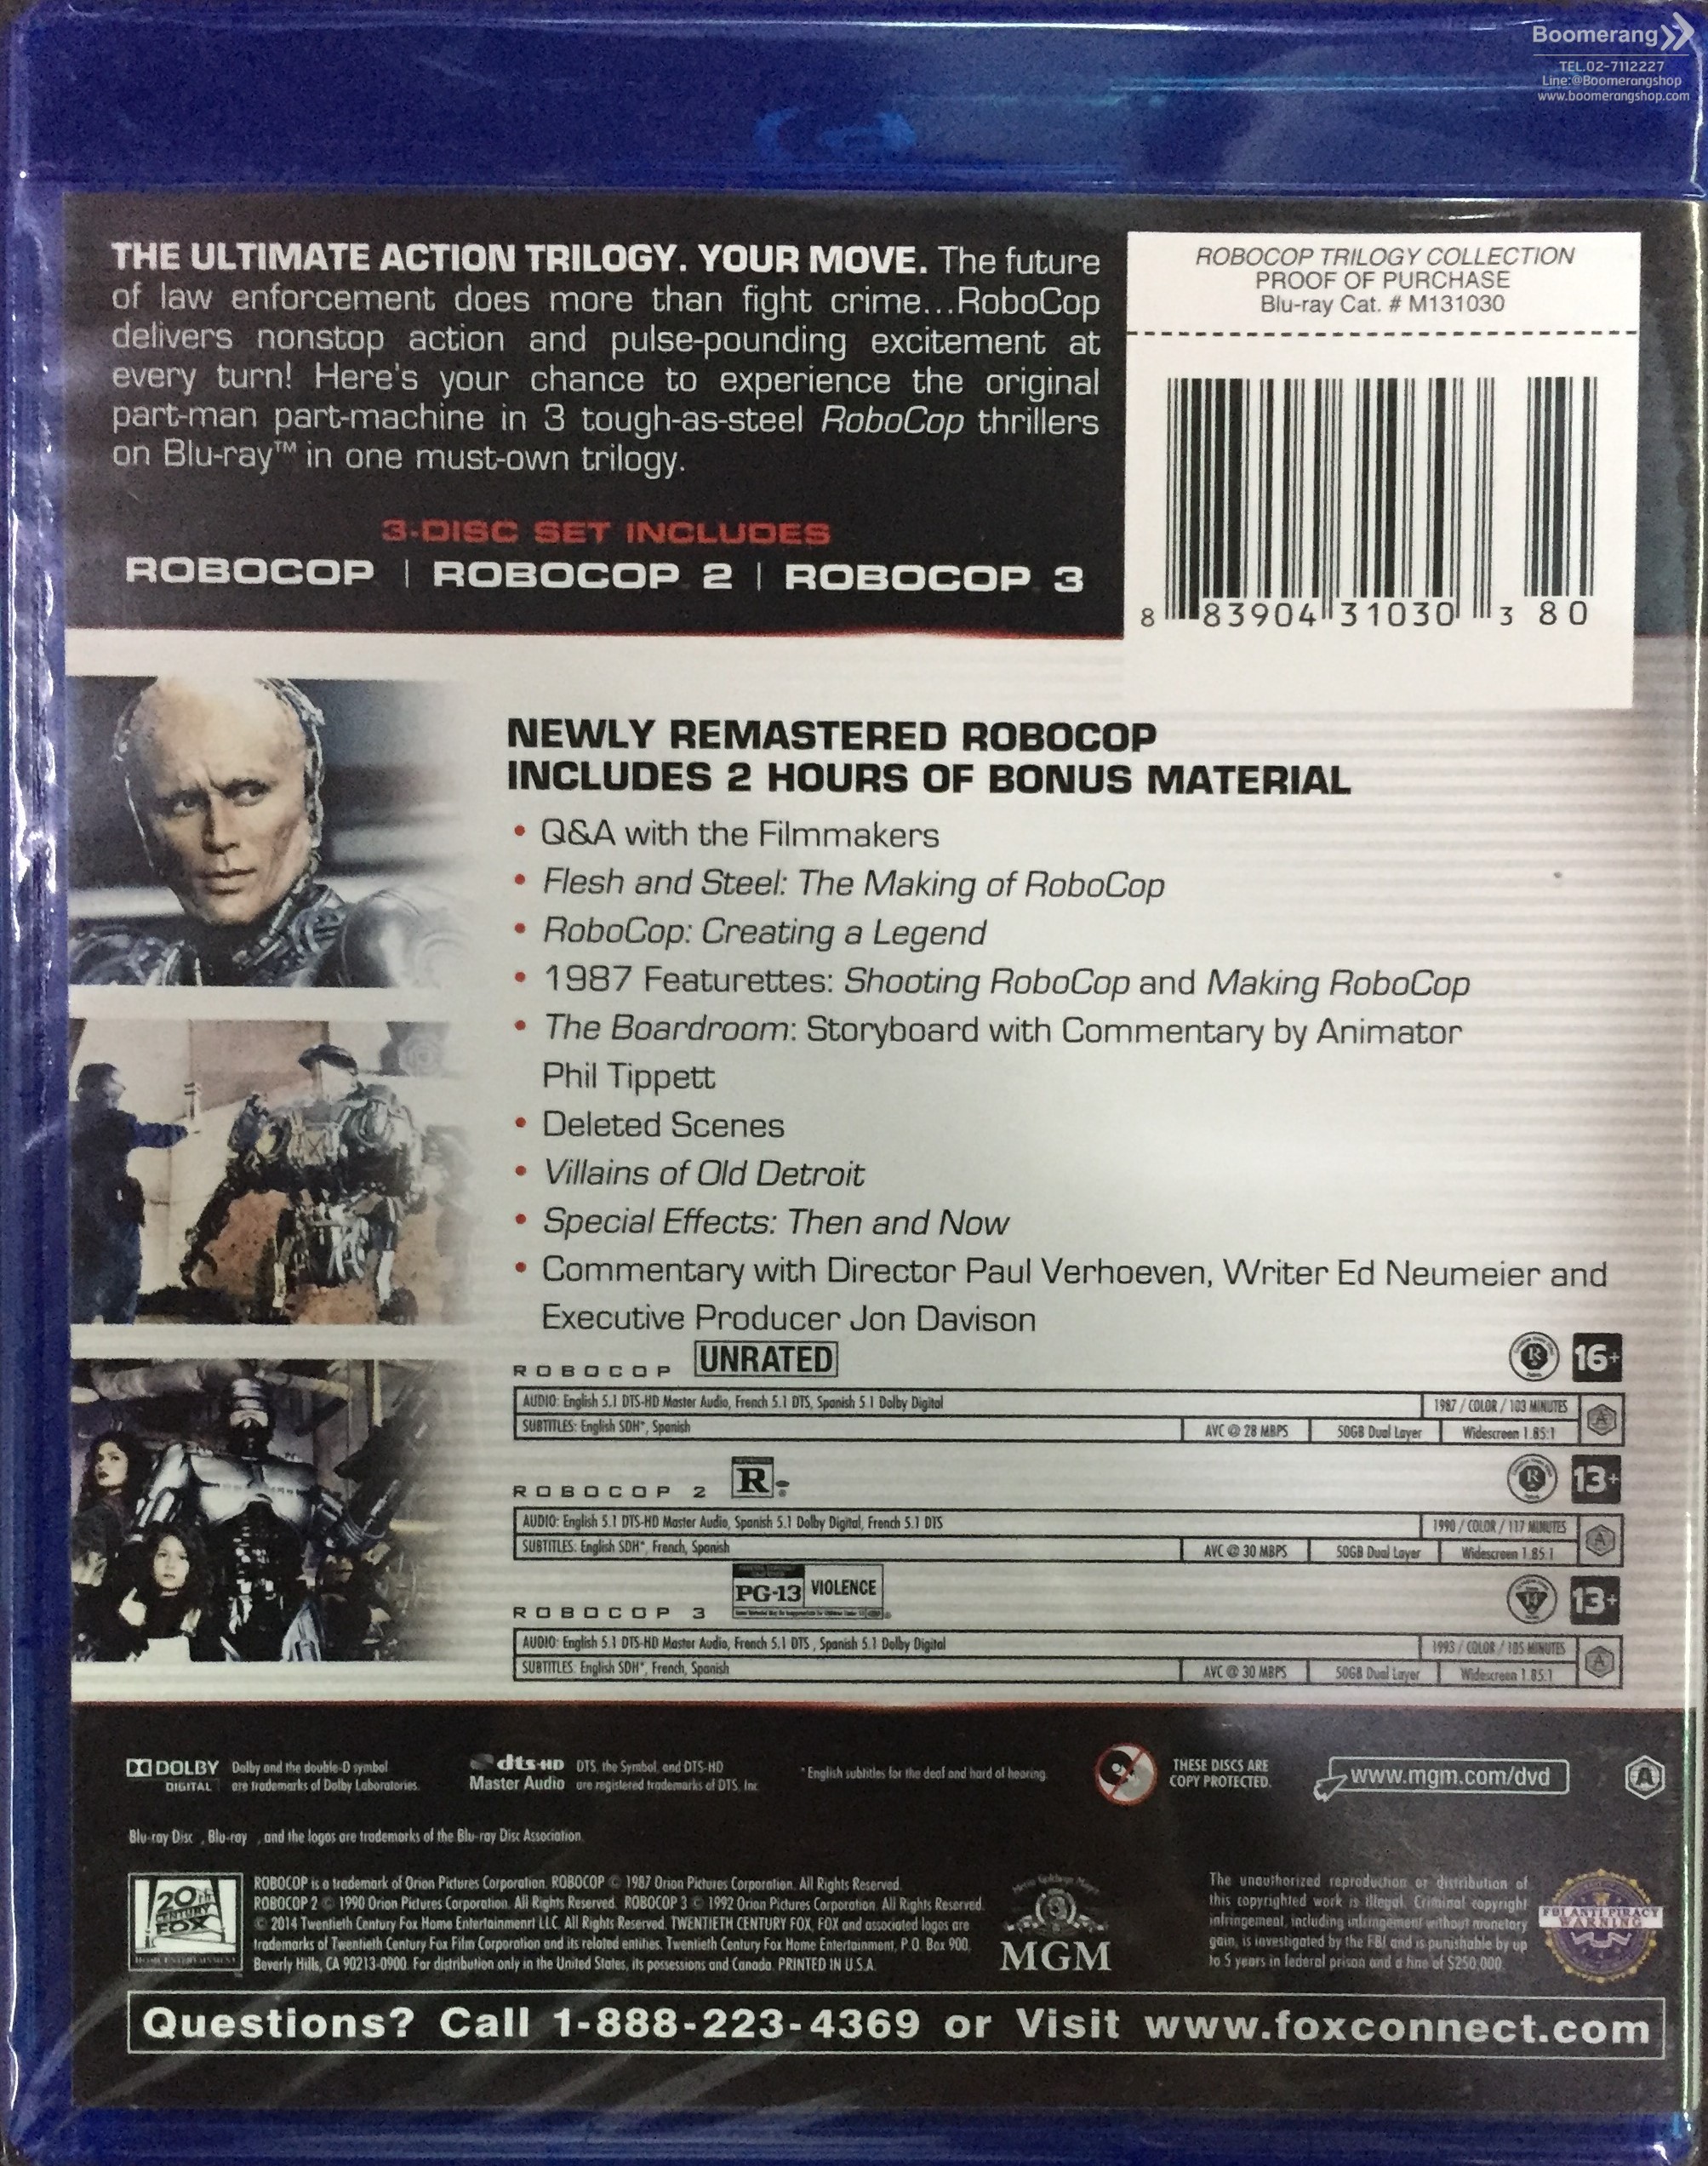 Boomerang
TEL.02-7112227
Line:@Boomerangshop
www.boomerangshop.com
THE ULTIMATE ACTION TRILOGY. YOUR MOVE. The future
of law enforcement does more than fight crime...RoboCop
delivers nonstop action and pulse-pounding excitement at
every turn! Here's your chance to experience the original
part-man part-machine in 3 tough-as-steel RoboCop thrillers
on Blu-ray™ in one must-own trilogy.
3-DISC SET INCLUDES
ROBOCOP | ROBOCOP 2 | ROBOCOP 3
ROBOCOP TRILOGY COLLECTION
PROOF OF PURCHASE
Blu-ray Cat. # M131030
8 83904 31030 3 80
NEWLY REMASTERED ROBOCOP
INCLUDES 2 HOURS OF BONUS MATERIAL
• Q&A with the Filmmakers
• Flesh and Steel: The Making of RoboCop
• RoboCop: Creating a Legend
• 1987 Featurettes: Shooting RoboCop and Making RoboCop
• The Boardroom: Storyboard with Commentary by Animator
Phil Tippett
• Deleted Scenes
• Villains of Old Detroit
• Special Effects: Then and Now
• Commentary with Director Paul Verhoeven, Writer Ed Neumeier and
Executive Producer Jon Davison
ROBOCOP UNRATED R 16+
AUDIO: English 5.1 DTS-HD Master Audio, French 5.1 DTS, Spanish 5.1 Dolby Digital 1987 / COLOR / 103 MINUTES A
SUBTITLES: English SDH*, Spanish AVC @ 28 MBPS 50GB Dual Layer Widescreen 1.85:1
ROBOCOP 2 R R 13+
AUDIO: English 5.1 DTS-HD Master Audio, Spanish 5.1 Dolby Digital, French 5.1 DTS 1990 / COLOR / 117 MINUTES A
SUBTITLES: English SDH*, French, Spanish AVC @ 30 MBPS 50GB Dual Layer Widescreen 1.85:1
ROBOCOP 3 PG-13 VIOLENCE 14 13+
AUDIO: English 5.1 DTS-HD Master Audio, French 5.1 DTS , Spanish 5.1 Dolby Digital 1993 / COLOR / 105 MINUTES A
SUBTITLES: English SDH*, French, Spanish AVC @ 30 MBPS 50GB Dual Layer Widescreen 1.85:1
DOLBY
DIGITAL
Dolby and the double-D symbol
are trademarks of Dolby Laboratories.
dts-HD
Master Audio
DTS, the Symbol, and DTS-HD
are registered trademarks of DTS, Inc.
*English subtitles for the deaf and hard of hearing.
THESE DISCS ARE
COPY PROTECTED.
www.mgm.com/dvd
A
Blu-ray Disc , Blu-ray , and the logos are trademarks of the Blu-ray Disc Association.
20th
CENTURY
FOX
HOME ENTERTAINMENT
ROBOCOP is a trademark of Orion Pictures Corporation. ROBOCOP © 1987 Orion Pictures Corporation. All Rights Reserved.
ROBOCOP 2 © 1990 Orion Pictures Corporation. All Rights Reserved. ROBOCOP 3 © 1992 Orion Pictures Corporation. All Rights Reserved.
© 2014 Twentieth Century Fox Home Entertainmenrt LLC. All Rights Reserved. TWENTIETH CENTURY FOX, FOX and associated logos are
trademarks of Twentieth Century Fox Film Corporation and its related entities. Twentieth Century Fox Home Entertainment, P.O. Box 900,
Beverly Hills, CA 90213-0900. For distribution only in the United States, its possessions and Canada. PRINTED IN U.S.A.
MGM
The unauthorized reproduction or distribution of
this copyrighted work is illegal. Criminal copyright
infringement, including infringement without monetary
gain, is investigated by the FBI and is punishable by up
to 5 years in federal prison and a fine of $250,000.
FBI ANTI-PIRACY
WARNING
Questions? Call 1-888-223-4369 or Visit www.foxconnect.com